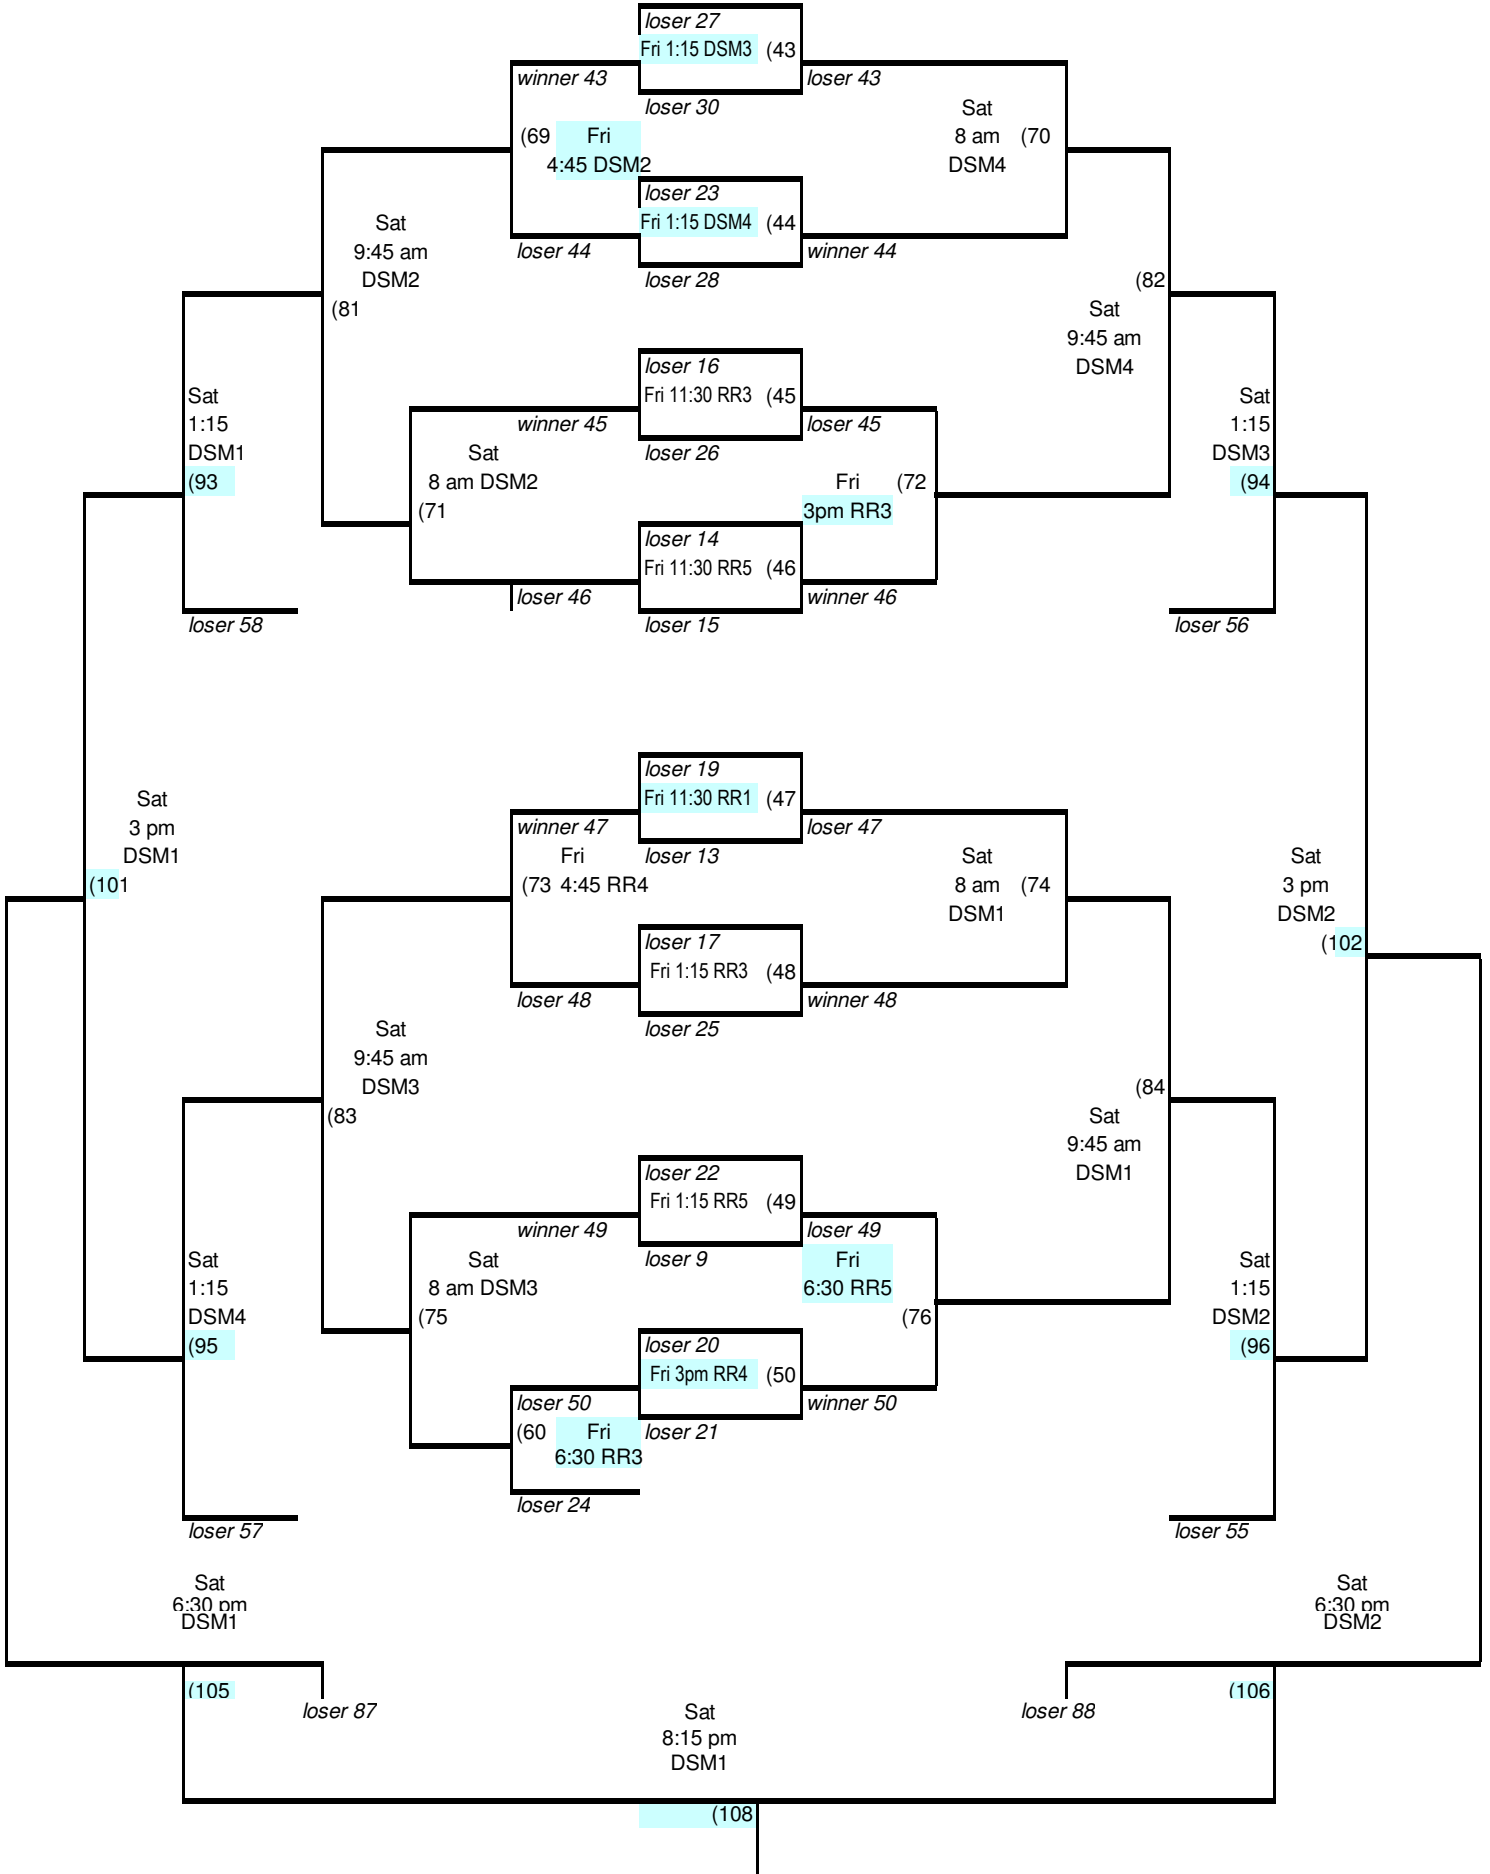 loser 27
Fri 1:15 DSM3 (43
winner 43
loser 43
loser 30
Sat
(69 Fri
8 am (70
4:45 DSM2
DSM4
loser 23
Sat
Fri 1:15 DSM4 (44
9:45 am
loser 44
winner 44
DSM2
loser 28
(82
(81
Sat
9:45 am
loser 16
DSM4
Sat
Fri 11:30 RR3 (45
Sat
1:15
winner 45
loser 45
1:15
DSM1
Sat
loser 26
DSM3
(93
8 am DSM2
Fri (72
(94
(71
3pm RR3
loser 14
Fri 11:30 RR5 (46
loser 46
winner 46
loser 58
loser 15
loser 56
loser 19
Sat
Fri 11:30 RR1 (47
3 pm
winner 47
loser 47
DSM1
Fri
loser 13
Sat
Sat
(101
(73 4:45 RR4
8 am (74
3 pm
DSM1
DSM2
loser 17
(102
Fri 1:15 RR3 (48
loser 48
winner 48
Sat
loser 25
9:45 am
DSM3
(84
(83
Sat
9:45 am
loser 22
DSM1
Fri 1:15 RR5 (49
winner 49
loser 49
Sat
Sat
loser 9
Fri
Sat
1:15
8 am DSM3
6:30 RR5
1:15
DSM4
(75
(76
DSM2
(95
loser 20
(96
Fri 3pm RR4 (50
loser 50
winner 50
(60 Fri
loser 21
6:30 RR3
loser 24
loser 57
loser 55
Sat
Sat
6:30 pm
6:30 pm
DSM1
DSM2
(105
(106
loser 87
loser 88
Sat
8:15 pm
DSM1
(108